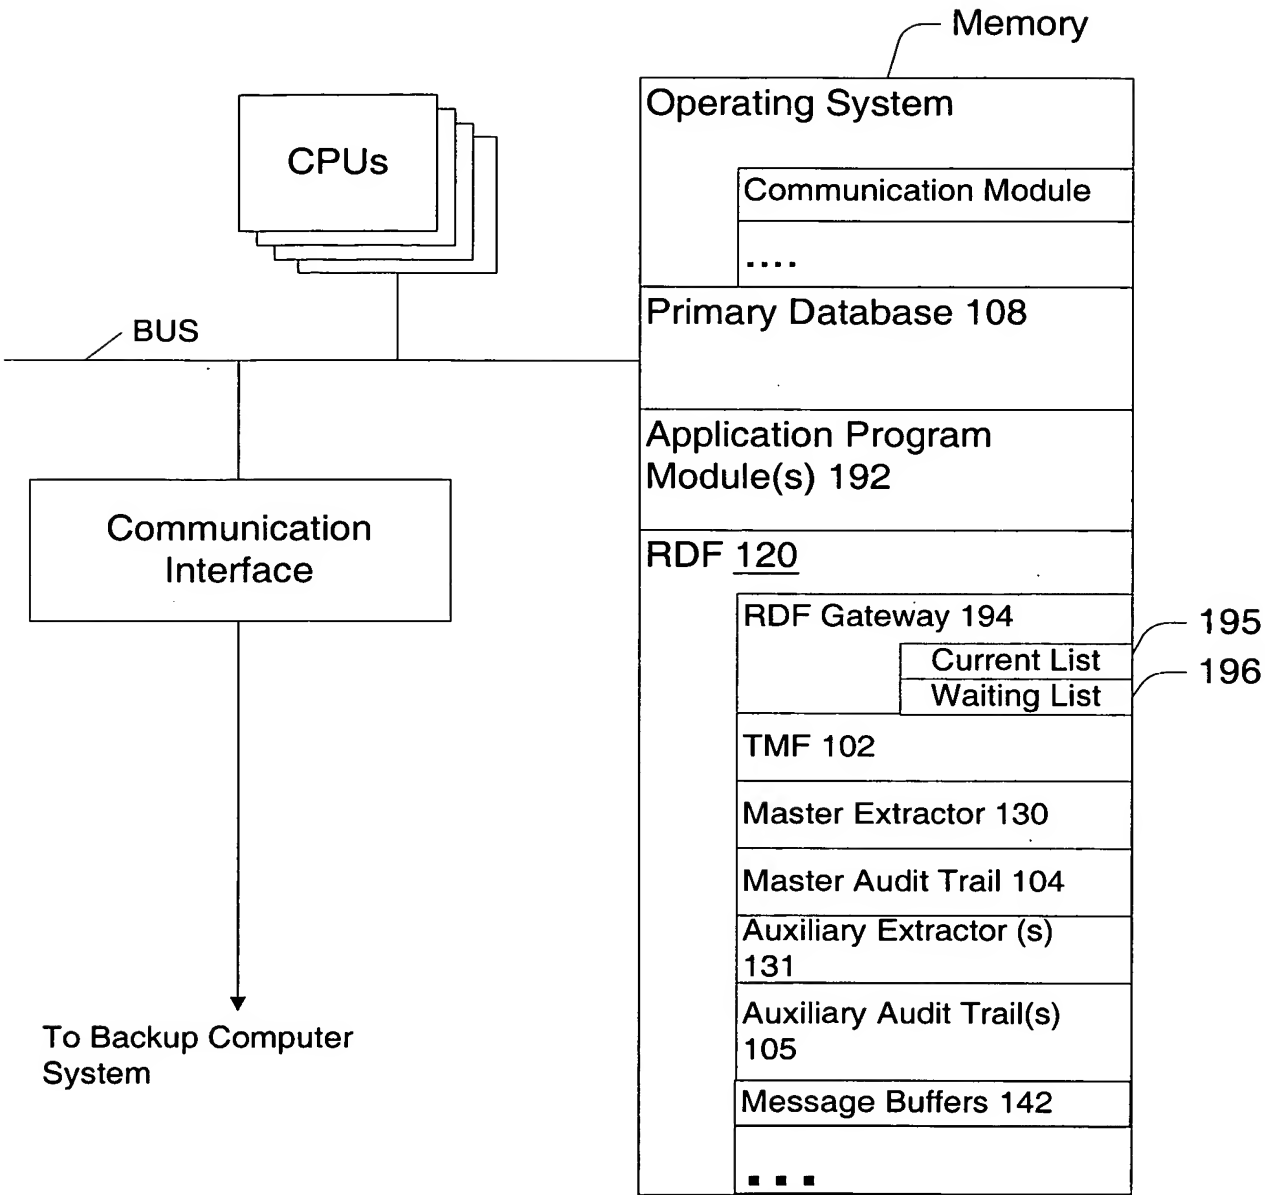 Memory
Operating System
CPUs
Communication Module
....
Primary Database 108
BUS
Application Program
Module(s) 192
Communication
Interface
RDF 120
RDF Gateway 194
195
Current List
196
Waiting List
TMF 102
Master Extractor 130
Master Audit Trail 104
Auxiliary Extractor (s)
131
Auxiliary Audit Trail(s)
105
To Backup Computer
System
Message Buffers 142
...